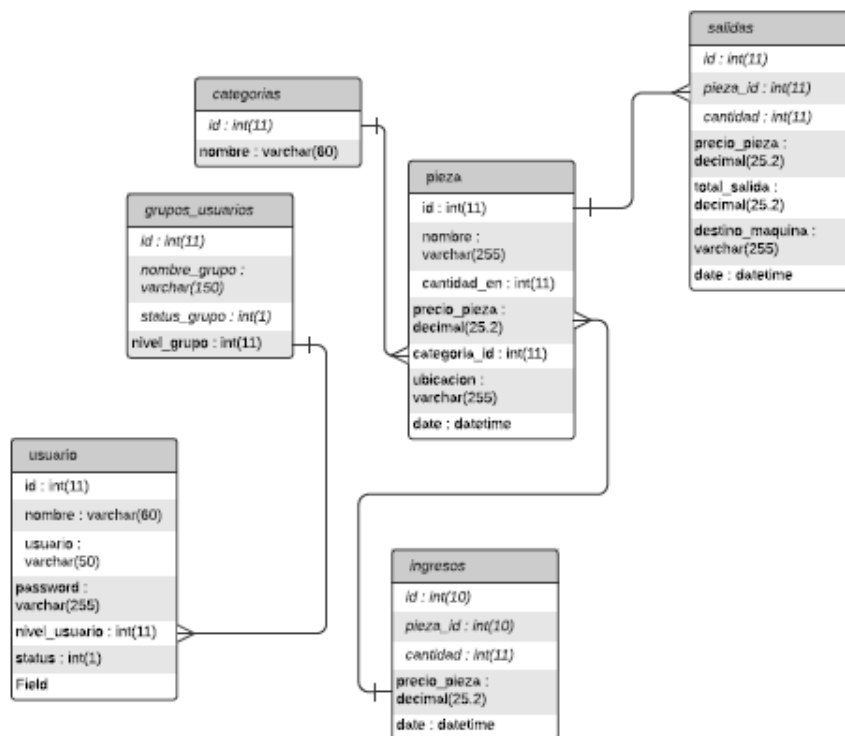 categorias
id : int(11)
nombre : varchar(60)
grupos_usuarios
id : int(11)
nombre_grupo :
varchar(150)
status_grupo : int(1)
nivel_grupo : int(11)
usuario
id : int(11)
nombre : varchar(60)
usuario :
varchar(50)
password :
varchar(255)
nivel_usuario : int(11)
status : int(1)
Field
pieza
id : int(11)
nombre :
varchar(255)
cantidad_en : int(11)
precio_pieza :
decimal(25.2)
categoria_id : int(11)
ubicacion :
varchar(255)
date : datetime
salidas
id : int(11)
pieza_id : int(11)
cantidad : int(11)
precio_pieza :
decimal(25.2)
total_salida :
decimal(25.2)
destino_maquina :
varchar(255)
date : datetime
ingresos
id : int(10)
pieza_id : int(10)
cantidad : int(11)
precio_pieza :
decimal(25.2)
date : datetime